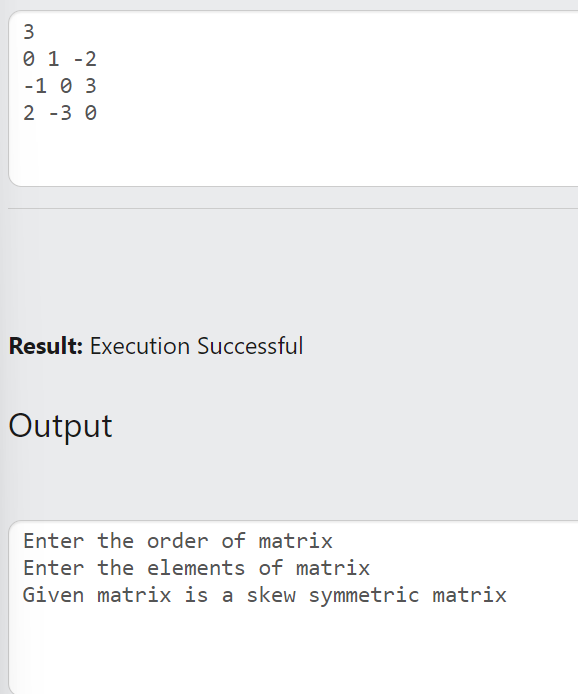 3
0 1 -2
-1 0 3
2 -3 0
Result: Execution Successful
Output
Enter the order of matrix
Enter the elements of matrix
Given matrix is a skew symmetric matrix